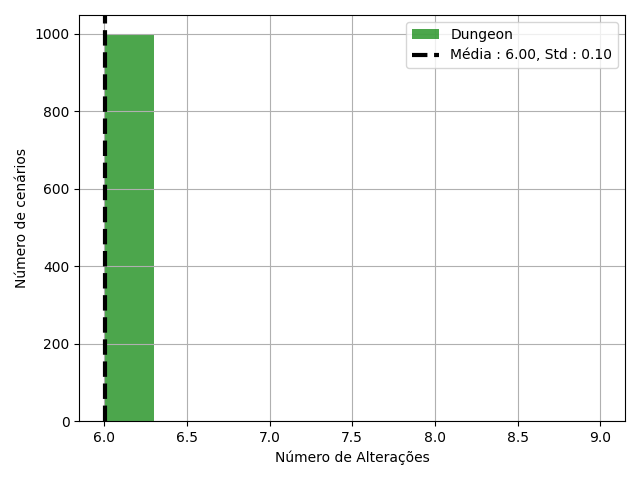 Dungeon
Média : 6.00, Std : 0.10
1000
800
600
400
200
0
Número de cenários
6.0 6.5 7.0 7.5 8.0 8.5 9.0
Número de Alterações